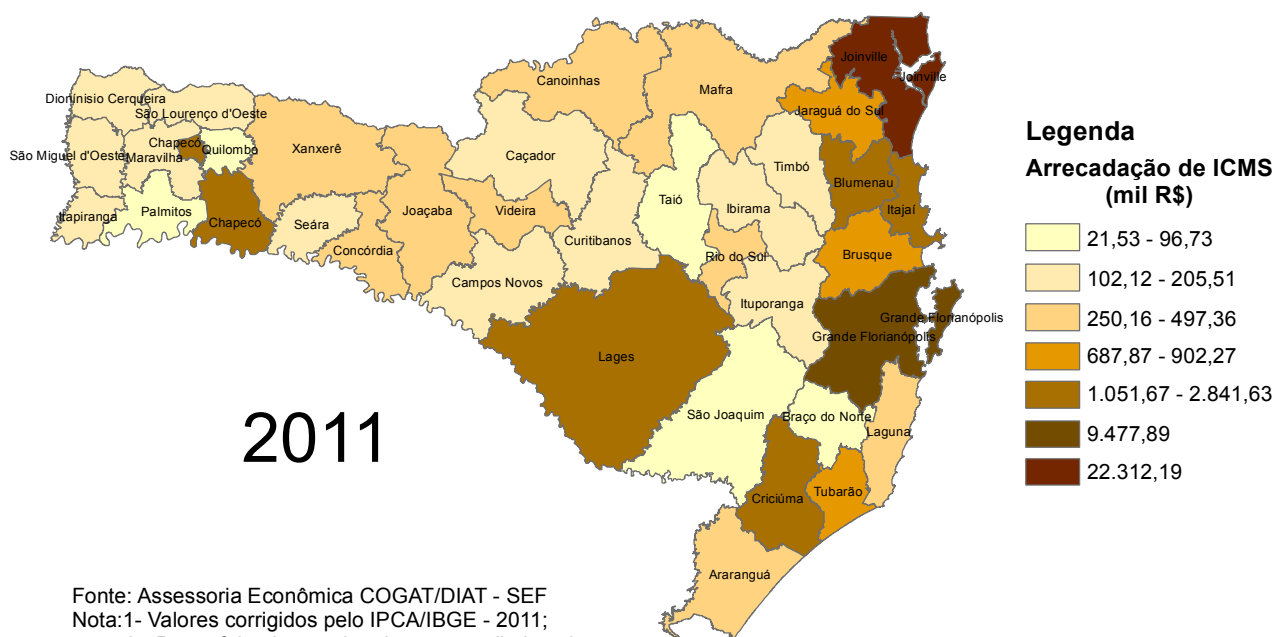 Joinville
Joinville
Canoinhas
Mafra
Dionísio Cerqueira
São Lourenço d'Oeste
Jaraguá do Sul
Chapecó
Quilombo
Xanxerê
São Miguel d'Oeste
Maravilha
Caçador
Timbó
Blumenau
Taió
Ibirama
Itajaí
Itapiranga
Palmitos
Chapecó
Seára
Joaçaba
Videira
Curitibanos
Concórdia
Rio do Sul
Brusque
Campos Novos
Ituporanga
Grande Florianópolis
Grande Florianópolis
Lages
São Joaquim
Braço do Norte
Laguna
Criciúma
Tubarão
Araranguá
2011
Legenda
Arrecadação de ICMS
(mil R$)
21,53 - 96,73
102,12 - 205,51
250,16 - 497,36
687,87 - 902,27
1.051,67 - 2.841,63
9.477,89
22.312,19
Fonte: Assessoria Econômica COGAT/DIAT - SEF
Nota:1- Valores corrigidos pelo IPCA/IBGE - 2011;